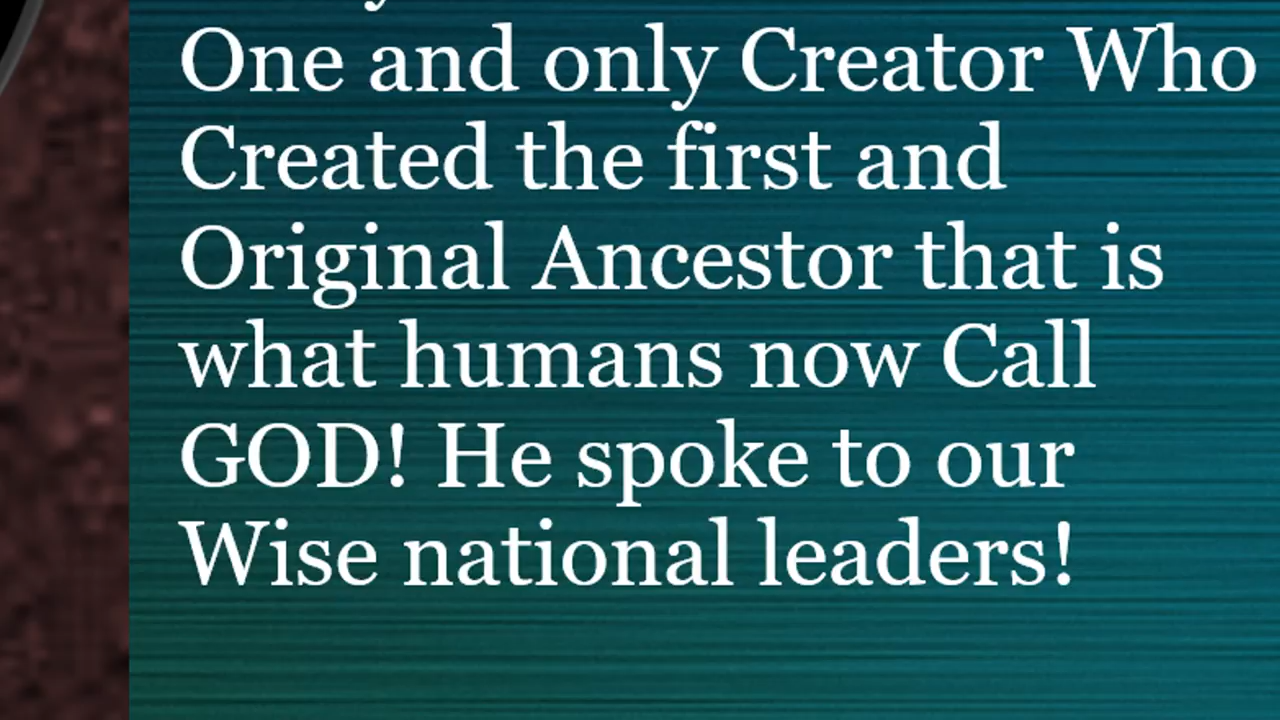 One and only Creator Who
Created the first and
Original Ancestor that is
what humans now Call
GOD! He spoke to our
Wise national leaders!